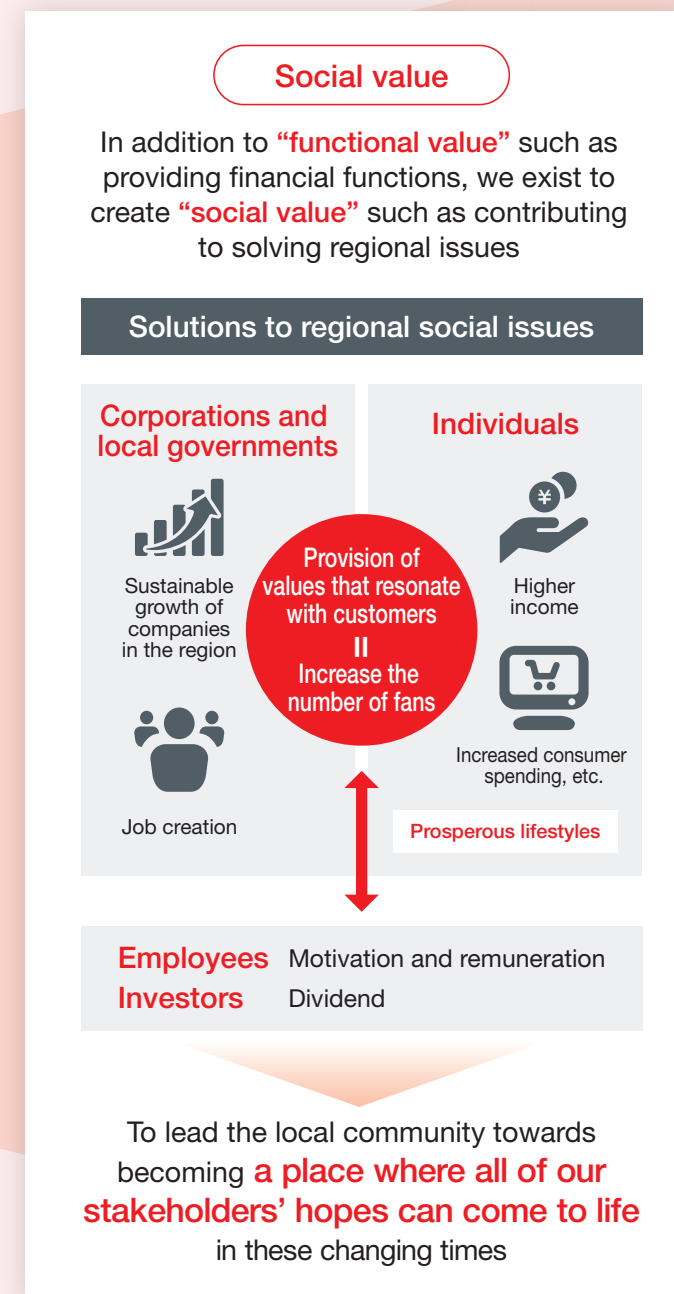 Social value
In addition to “functional value” such as
providing financial functions, we exist to
create “social value” such as contributing
to solving regional issues
Solutions to regional social issues
Corporations and
local governments
Sustainable
growth of
companies
in the region
Job creation
Provision of
values that resonate
with customers
=
Increase the
number of fans
Individuals
¥
Higher
income
Increased consumer
spending, etc.
Prosperous lifestyles
Employees Motivation and remuneration
Investors Dividend
To lead the local community towards
becoming a place where all of our
stakeholders’ hopes can come to life
in these changing times